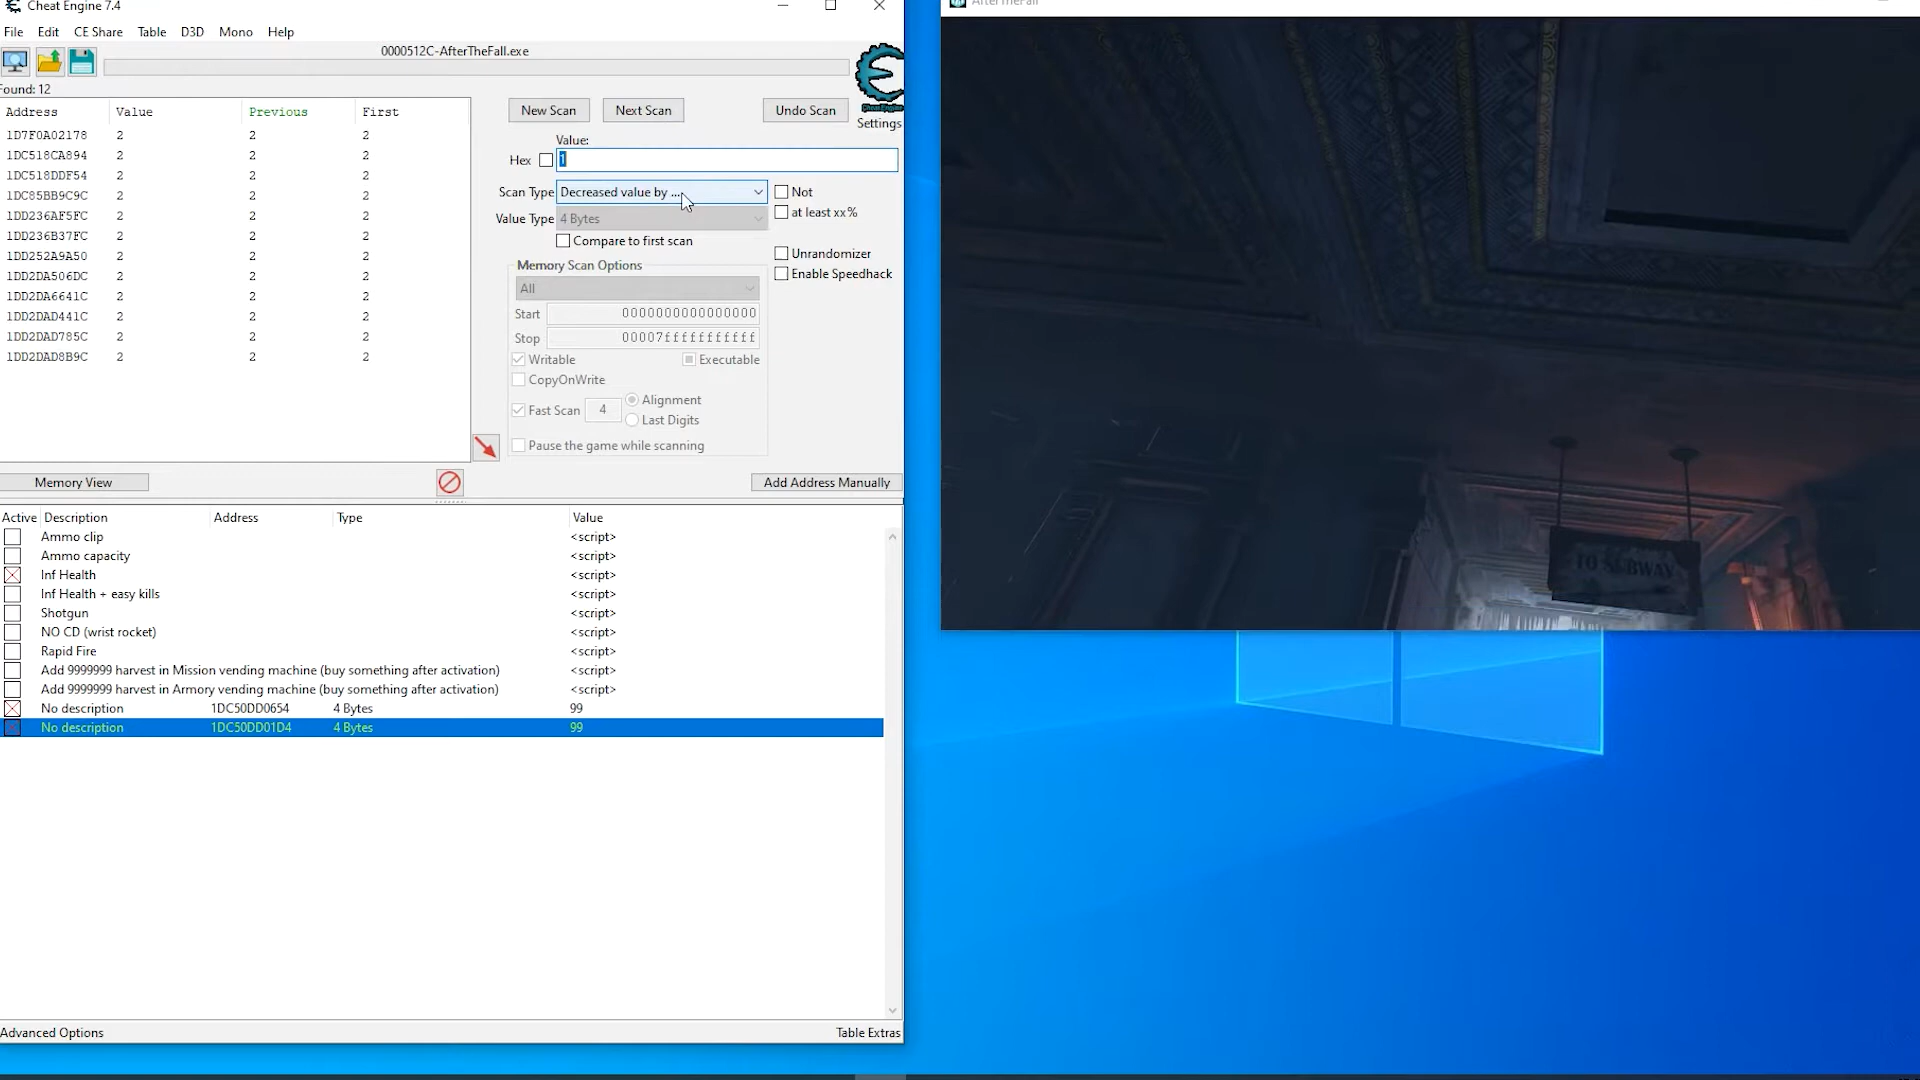 Cheat Engine 7.4
AfterTheFall
File Edit CE Share Table D3D Mono Help
0000512C-AfterTheFall.exe
Found: 12
Address Value Previous First
1D7F0A02178 2 2 2
1DC518CA894 2 2 2
1DC518DDF54 2 2 2
1DC85BB9C9C 2 2 2
1DD236AF5FC 2 2 2
1DD236B37FC 2 2 2
1DD252A9A50 2 2 2
1DD2DA506DC 2 2 2
1DD2DA6641C 2 2 2
1DD2DAD441C 2 2 2
1DD2DAD785C 2 2 2
1DD2DAD8B9C 2 2 2
New Scan Next Scan Undo Scan
Cheat Engine
Settings
Value:
Hex 1
Scan Type Decreased value by ... Not
Value Type 4 Bytes at least xx%
Compare to first scan
Unrandomizer
Enable Speedhack
Memory Scan Options
All
Start 0000000000000000
Stop 00007fffffffffff
Writable Executable
CopyOnWrite
Fast Scan 4 Alignment
Last Digits
Pause the game while scanning
Memory View Add Address Manually
Active Description Address Type Value
Ammo clip <script>
Ammo capacity <script>
Inf Health <script>
Inf Health + easy kills <script>
Shotgun <script>
NO CD (wrist rocket) <script>
Rapid Fire <script>
Add 9999999 harvest in Mission vending machine (buy something after activation) <script>
Add 9999999 harvest in Armory vending machine (buy something after activation) <script>
No description 1DC50DD0654 4 Bytes 99
No description 1DC50DD01D4 4 Bytes 99
Advanced Options Table Extras
TO SUBWAY